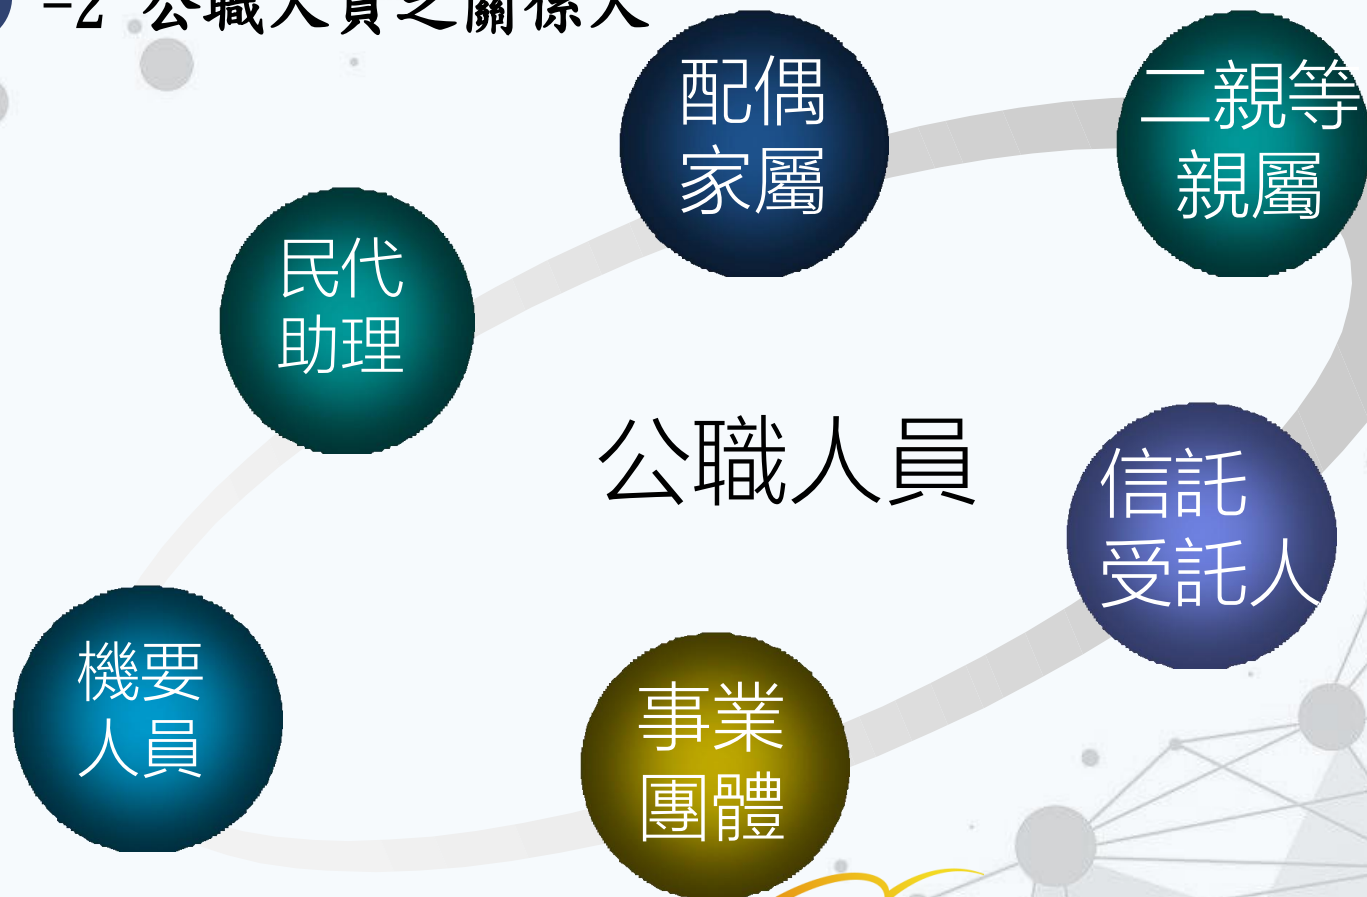 -2 公職人員之關係人
配偶
家屬
二親等
親屬
民代
助理
公職人員
信託
受託人
機要
人員
事業
團體